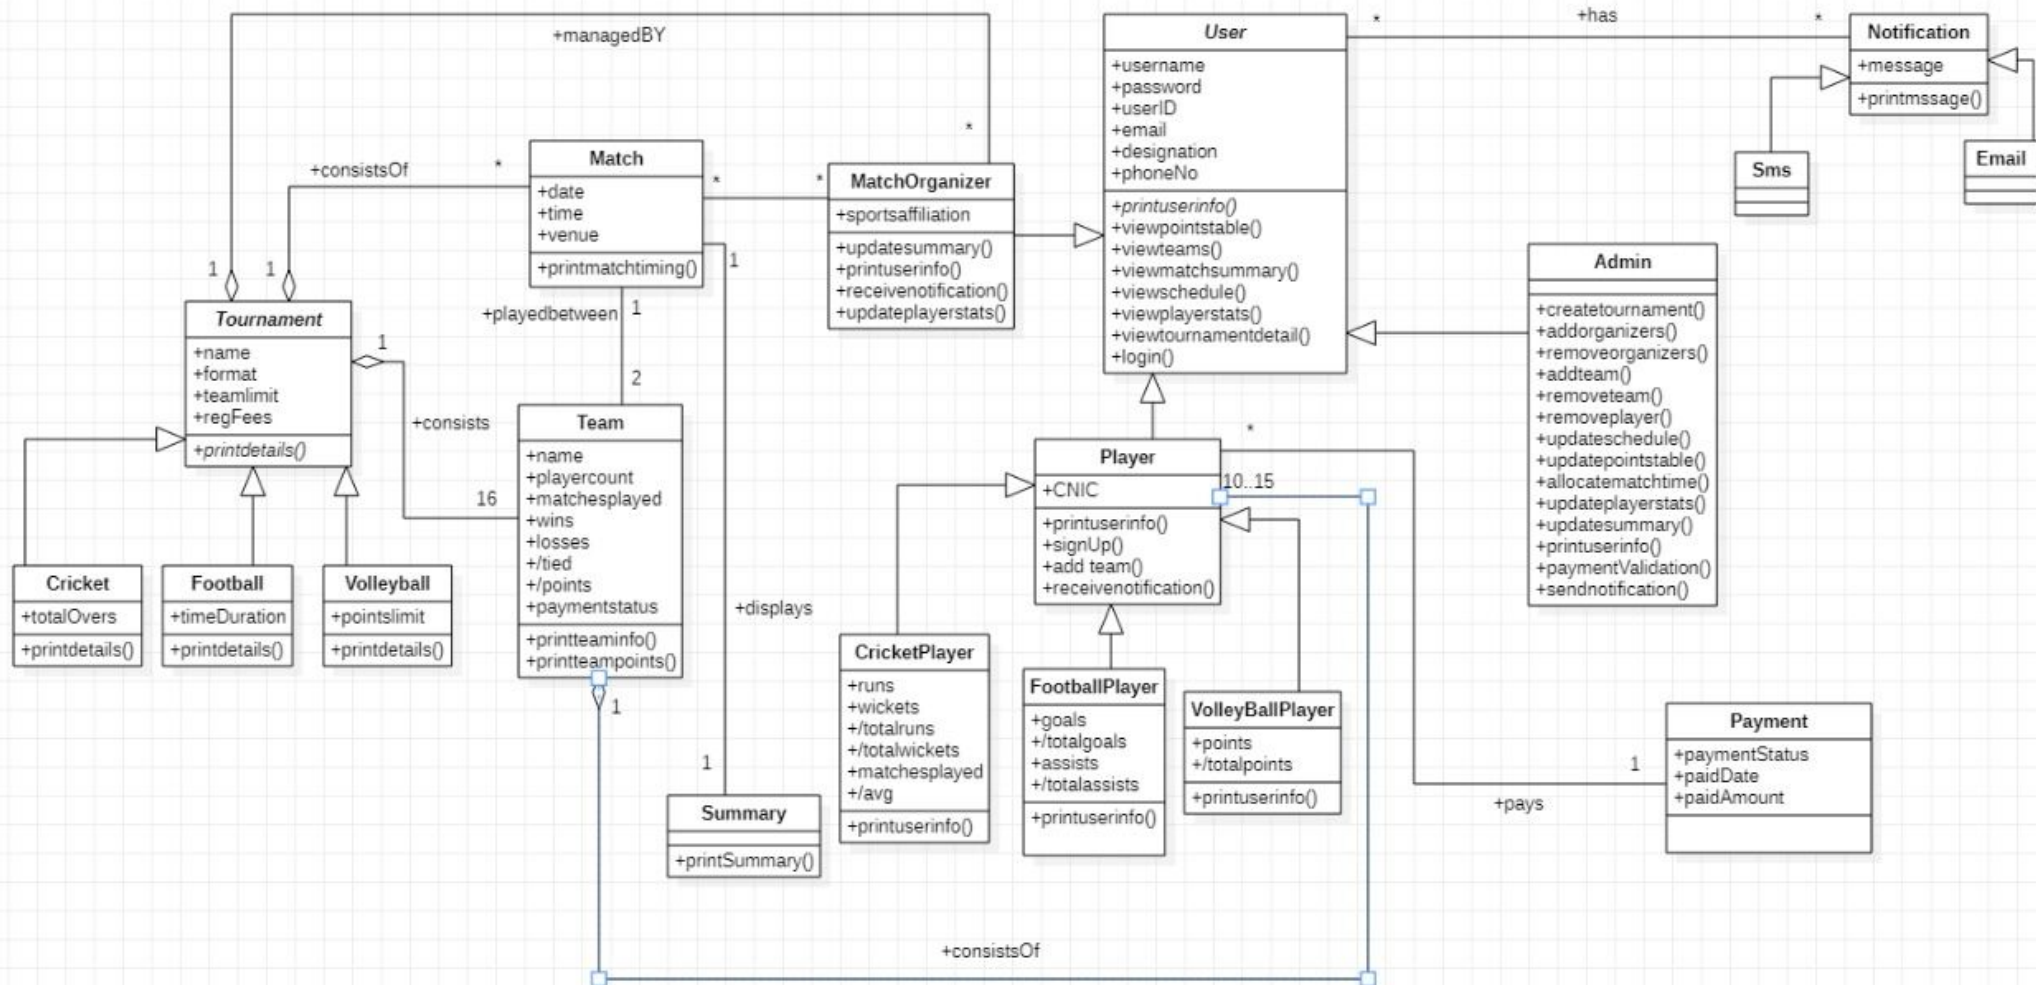 +managedBY
User
+username
+password
+userID
+email
+designation
+phoneNo
+printuserinfo()
+viewpointstable()
+viewteams()
+viewmatchsummary()
+viewschedule()
+viewplayerstats()
+viewtournamentdetail()
+login()
*
+has
*
Notification
+message
+printmssage()
Sms
Email
+consistsOf
*
Match
+date
+time
+venue
+printmatchtiming()
*
*
*
MatchOrganizer
+sportsaffiliation
+updatesummary()
+printuserinfo()
+receivenotification()
+updateplayerstats()
Admin
+createtournament()
+addorganizers()
+removeorganizers()
+addteam()
+removeteam()
+removeplayer()
+updateschedule()
+updatepointstable()
+allocatematchtime()
+updateplayerstats()
+updatesummary()
+printuserinfo()
+paymentValidation()
+sendnotification()
1
1
Tournament
+name
+format
+teamlimit
+regFees
+printdetails()
1
+consists
16
+playedbetween
1
2
1
+displays
1
Team
+name
+playercount
+matchesplayed
+wins
+losses
+/tied
+/points
+paymentstatus
+printteaminfo()
+printteampoints()
1
Player
+CNIC
+printuserinfo()
+signUp()
+add team()
+receivenotification()
*
10..15
Cricket
+totalOvers
+printdetails()
Football
+timeDuration
+printdetails()
Volleyball
+pointslimit
+printdetails()
CricketPlayer
+runs
+wickets
+/totalruns
+/totalwickets
+matchesplayed
+/avg
+printuserinfo()
FootballPlayer
+goals
+/totalgoals
+assists
+/totalassists
+printuserinfo()
VolleyBallPlayer
+points
+/totalpoints
+printuserinfo()
1
+pays
Payment
+paymentStatus
+paidDate
+paidAmount
Summary
+printSummary()
+consistsOf